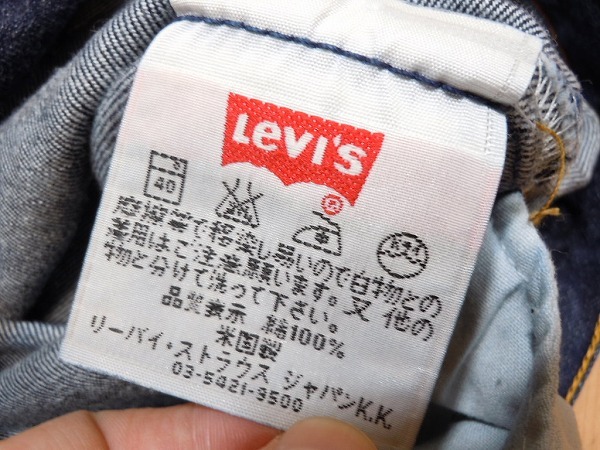 Levi's
®
40
摩擦等で移染し易いので白物との
着用はご注意願います。又 他の
物と分けて洗って下さい。
品質表示 綿100%
米国製
リーバイ・ストラウス ジャパンK.K.
03-5421-3500